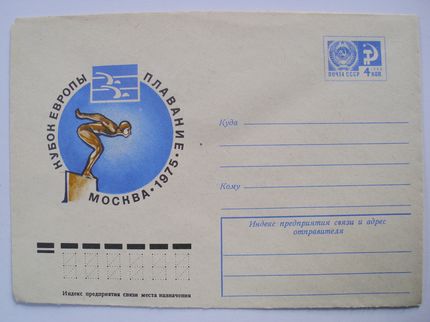 КУБОК ЕВРОПЫ
ПЛАВАНИЕ
МОСКВА · 1975 ·
ПОЧТА СССР
4 КОП.
Куда
Кому
Индекс предприятия связи и адрес
отправителя
Индекс предприятия связи места назначения